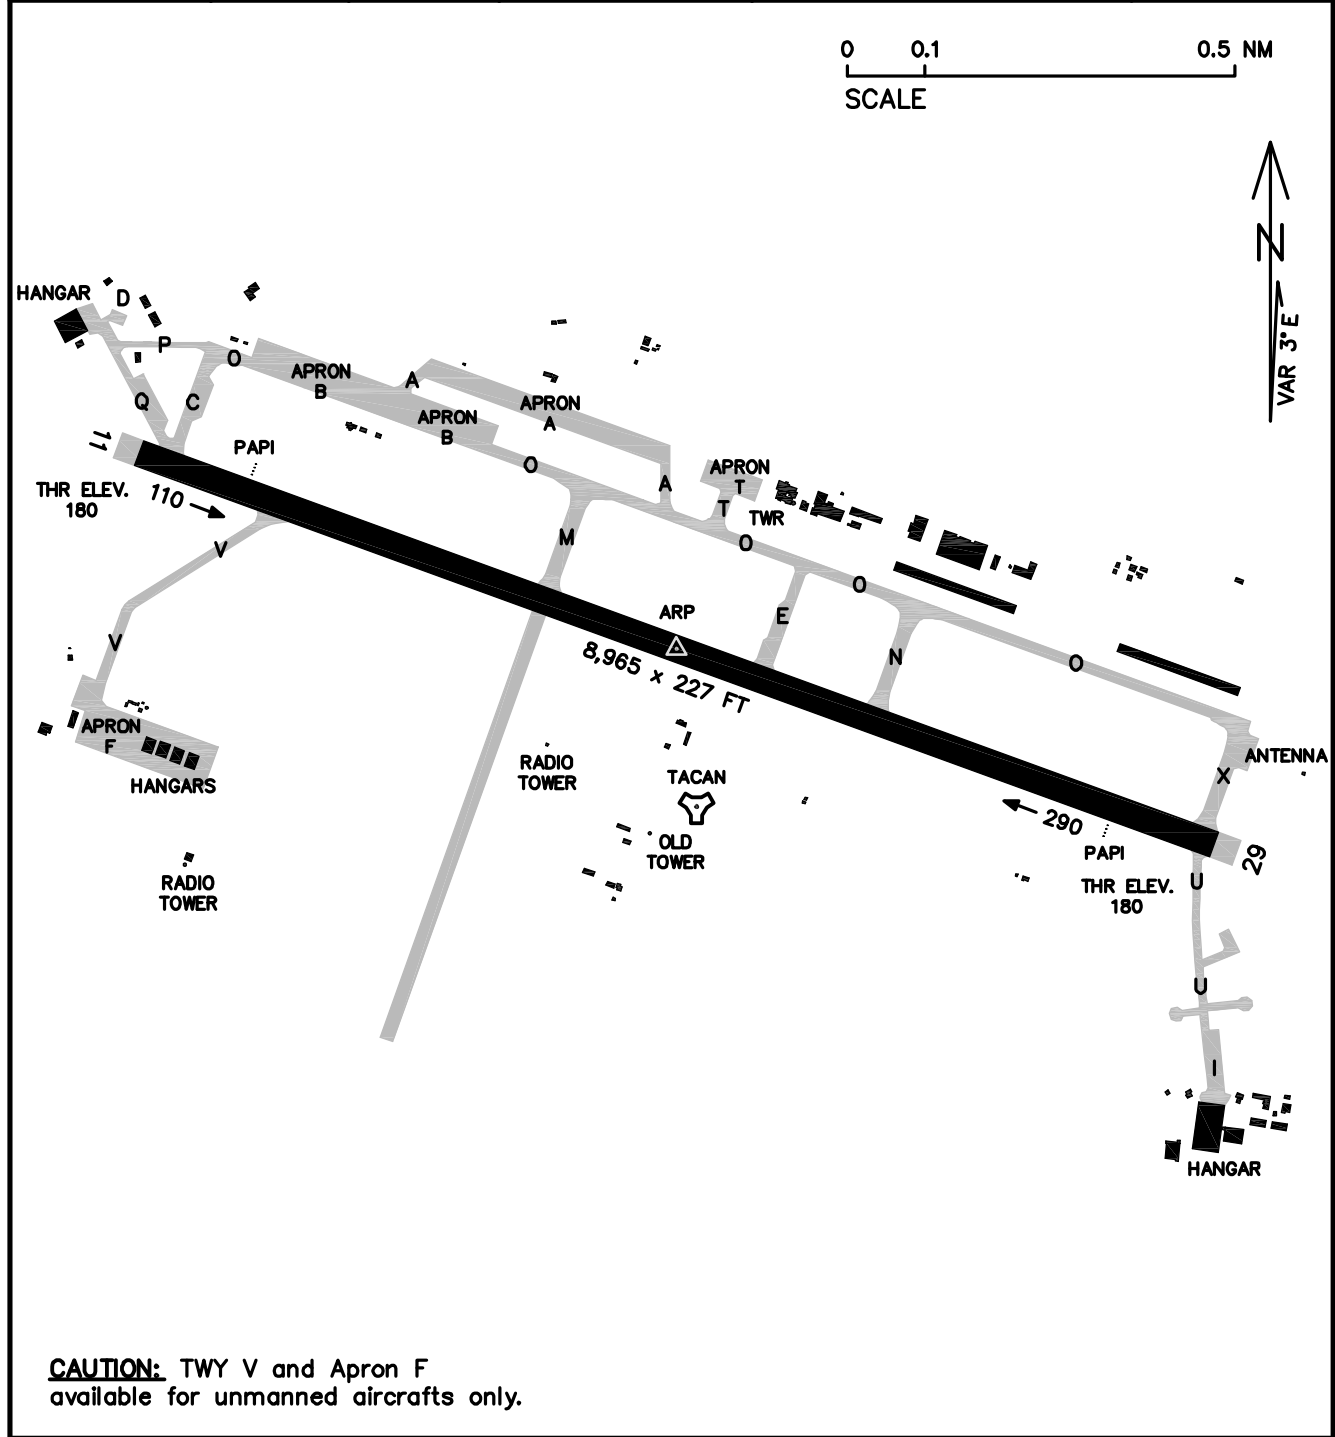 0 0.1 0.5 NM
SCALE
N
VAR 3°E
HANGAR
D
P
O
APRON
B
A
APRON
A
Q
C
APRON
B
11
PAPI
O
APRON
T
THR ELEV.
180
110
A
T
TWR
V
M
O
O
ARP
E
V
8,965 x 227 FT
N
O
APRON
F
HANGARS
RADIO
TOWER
TACAN
ANTENNA
X
290
OLD
TOWER
PAPI
29
RADIO
TOWER
THR ELEV.
180
U
U
I
HANGAR
CAUTION: TWY V and Apron F
available for unmanned aircrafts only.